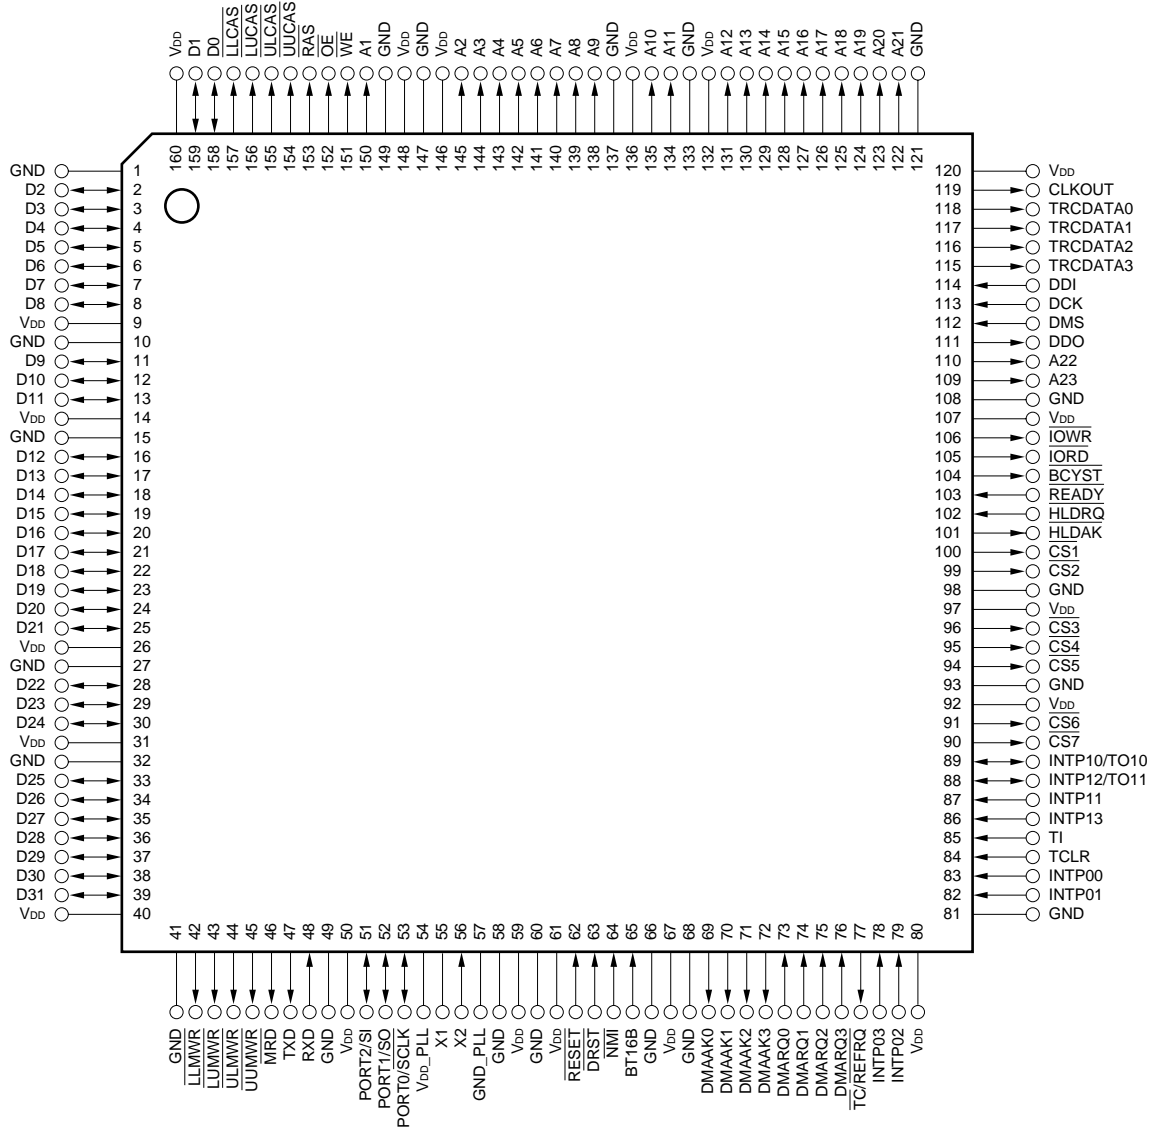 VDD
D1
D0
LLCAS
LUCAS
ULCAS
UUCAS
RAS
OE
WE
A1
GND
VDD
GND
VDD
A2
A3
A4
A5
A6
A7
A8
A9
GND
VDD
A10
A11
GND
VDD
A12
A13
A14
A15
A16
A17
A18
A19
A20
A21
GND
160
159
158
157
156
155
154
153
152
151
150
149
148
147
146
145
144
143
142
141
140
139
138
137
136
135
134
133
132
131
130
129
128
127
126
125
124
123
122
121
GND 1
D2 2
D3 3
D4 4
D5 5
D6 6
D7 7
D8 8
VDD 9
GND 10
D9 11
D10 12
D11 13
VDD 14
GND 15
D12 16
D13 17
D14 18
D15 19
D16 20
D17 21
D18 22
D19 23
D20 24
D21 25
VDD 26
GND 27
D22 28
D23 29
D24 30
VDD 31
GND 32
D25 33
D26 34
D27 35
D28 36
D29 37
D30 38
D31 39
VDD 40
120 VDD
119 CLKOUT
118 TRCDATA0
117 TRCDATA1
116 TRCDATA2
115 TRCDATA3
114 DDI
113 DCK
112 DMS
111 DDO
110 A22
109 A23
108 GND
107 VDD
106 IOWR
105 IORD
104 BCYST
103 READY
102 HLDRQ
101 HLDAK
100 CS1
99 CS2
98 GND
97 VDD
96 CS3
95 CS4
94 CS5
93 GND
92 VDD
91 CS6
90 CS7
89 INTP10/TO10
88 INTP12/TO11
87 INTP11
86 INTP13
85 TI
84 TCLR
83 INTP00
82 INTP01
81 GND
41
42
43
44
45
46
47
48
49
50
51
52
53
54
55
56
57
58
59
60
61
62
63
64
65
66
67
68
69
70
71
72
73
74
75
76
77
78
79
80
GND
LLMWR
LUMWR
ULMWR
UUMWR
MRD
TXD
RXD
GND
VDD
PORT2/SI
PORT1/SO
PORT0/SCLK
VDD_PLL
X1
X2
GND_PLL
GND
VDD
GND
VDD
RESET
DRST
NMI
BT16B
GND
VDD
GND
DMAAK0
DMAAK1
DMAAK2
DMAAK3
DMARQ0
DMARQ1
DMARQ2
DMARQ3
TC/REFRQ
INTP03
INTP02
VDD